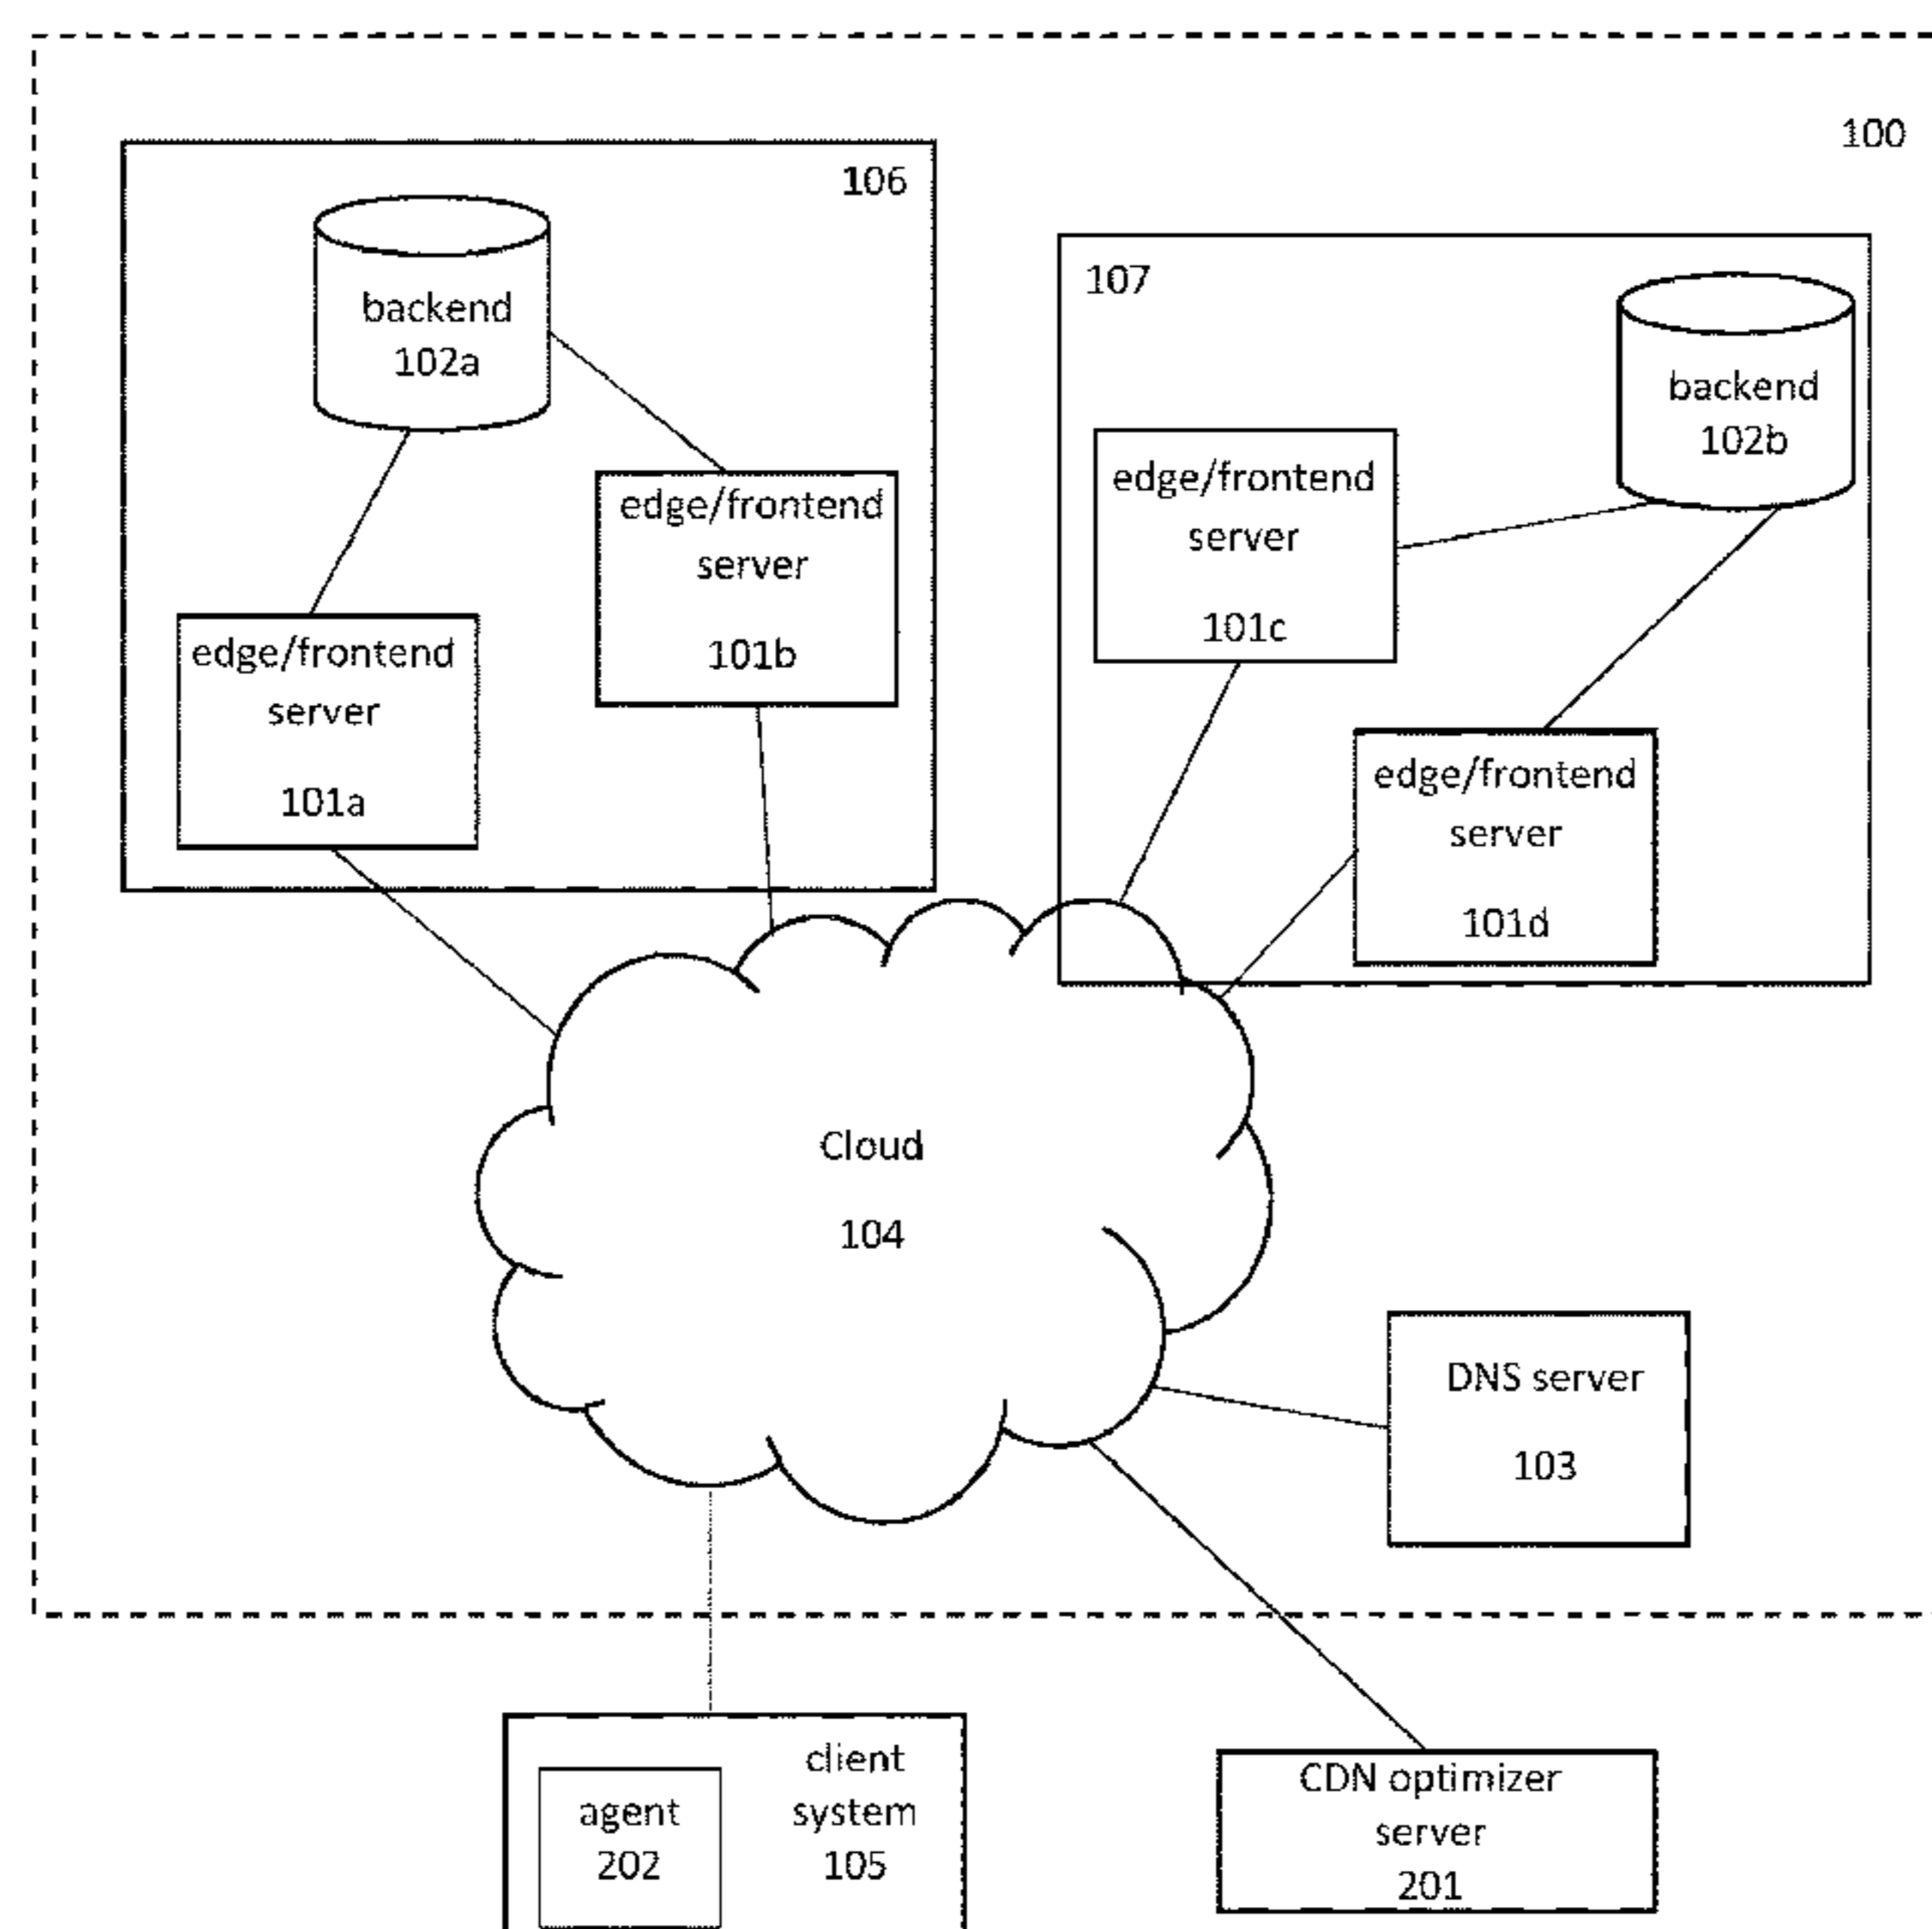 100
106
backend
102a
edge/frontend
server
101b
edge/frontend
server
101a
107
backend
102b
edge/frontend
server
101c
edge/frontend
server
101d
Cloud
104
DNS server
103
client
system
105
agent
202
CDN optimizer
server
201